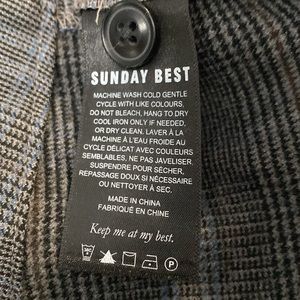 SUNDAY BEST
MACHINE WASH COLD GENTLE
CYCLE WITH LIKE COLOURS,
DO NOT BLEACH, HANG TO DRY
COOL IRON ONLY IF NEEDED.
OR DRY CLEAN. LAVER À LA
MACHINE À L'EAU FROIDE AU
CYCLE DÉLICAT AVEC COULEURS
SEMBLABLES, NE PAS JAVELISER.
SUSPENDRE POUR SÉCHER,
REPASSAGE DOUX SI NÉCESSAIRE
OU NETTOYER À SEC.
MADE IN CHINA
FABRIQUÉ EN CHINE
Keep me at my best.
P